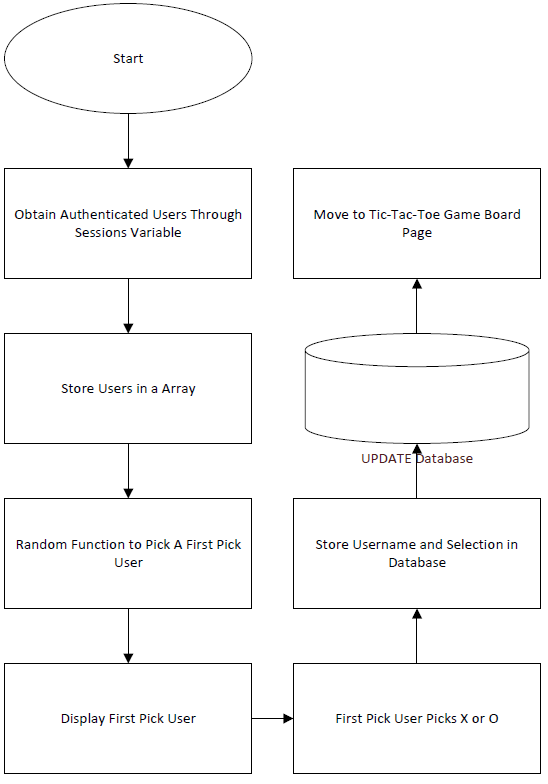 Start
Obtain Authenticated Users Through
Sessions Variable
Store Users in a Array
Random Function to Pick A First Pick
User
Display First Pick User
First Pick User Picks X or O
Store Username and Selection in
Database
UPDATE Database
Move to Tic-Tac-Toe Game Board
Page